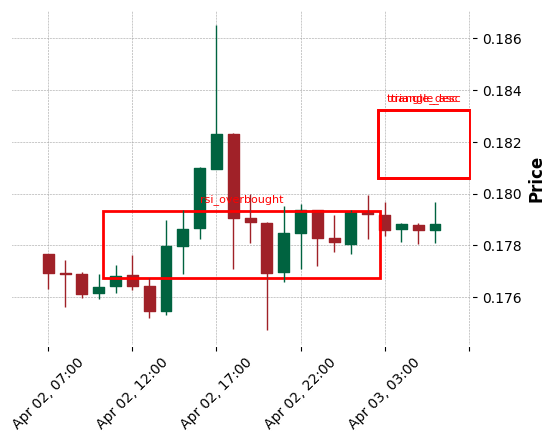 0.186
0.184
0.182
0.180
0.178
0.176
Price
rsi_overbought
Apr 02, 07:00
Apr 02, 12:00
Apr 02, 17:00
Apr 02, 22:00
Apr 03, 03:00